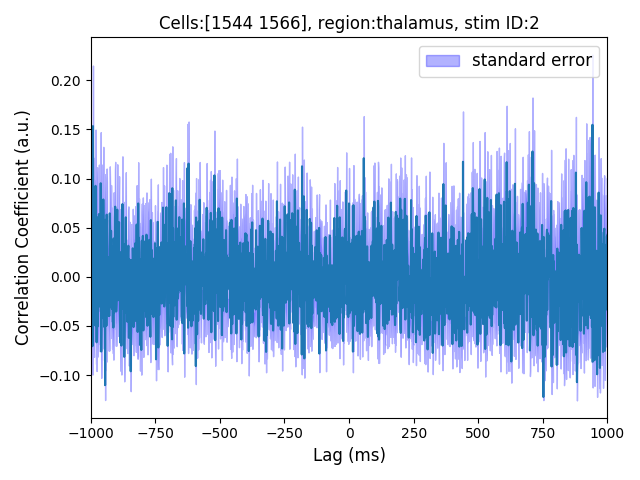 Cells:[1544 1566], region:thalamus, stim ID:2
standard error
0.20
0.15
0.10
0.05
0.00
−0.05
−0.10
Correlation Coefficient (a.u.)
−1000 −750 −500 −250 0 250 500 750 1000
Lag (ms)